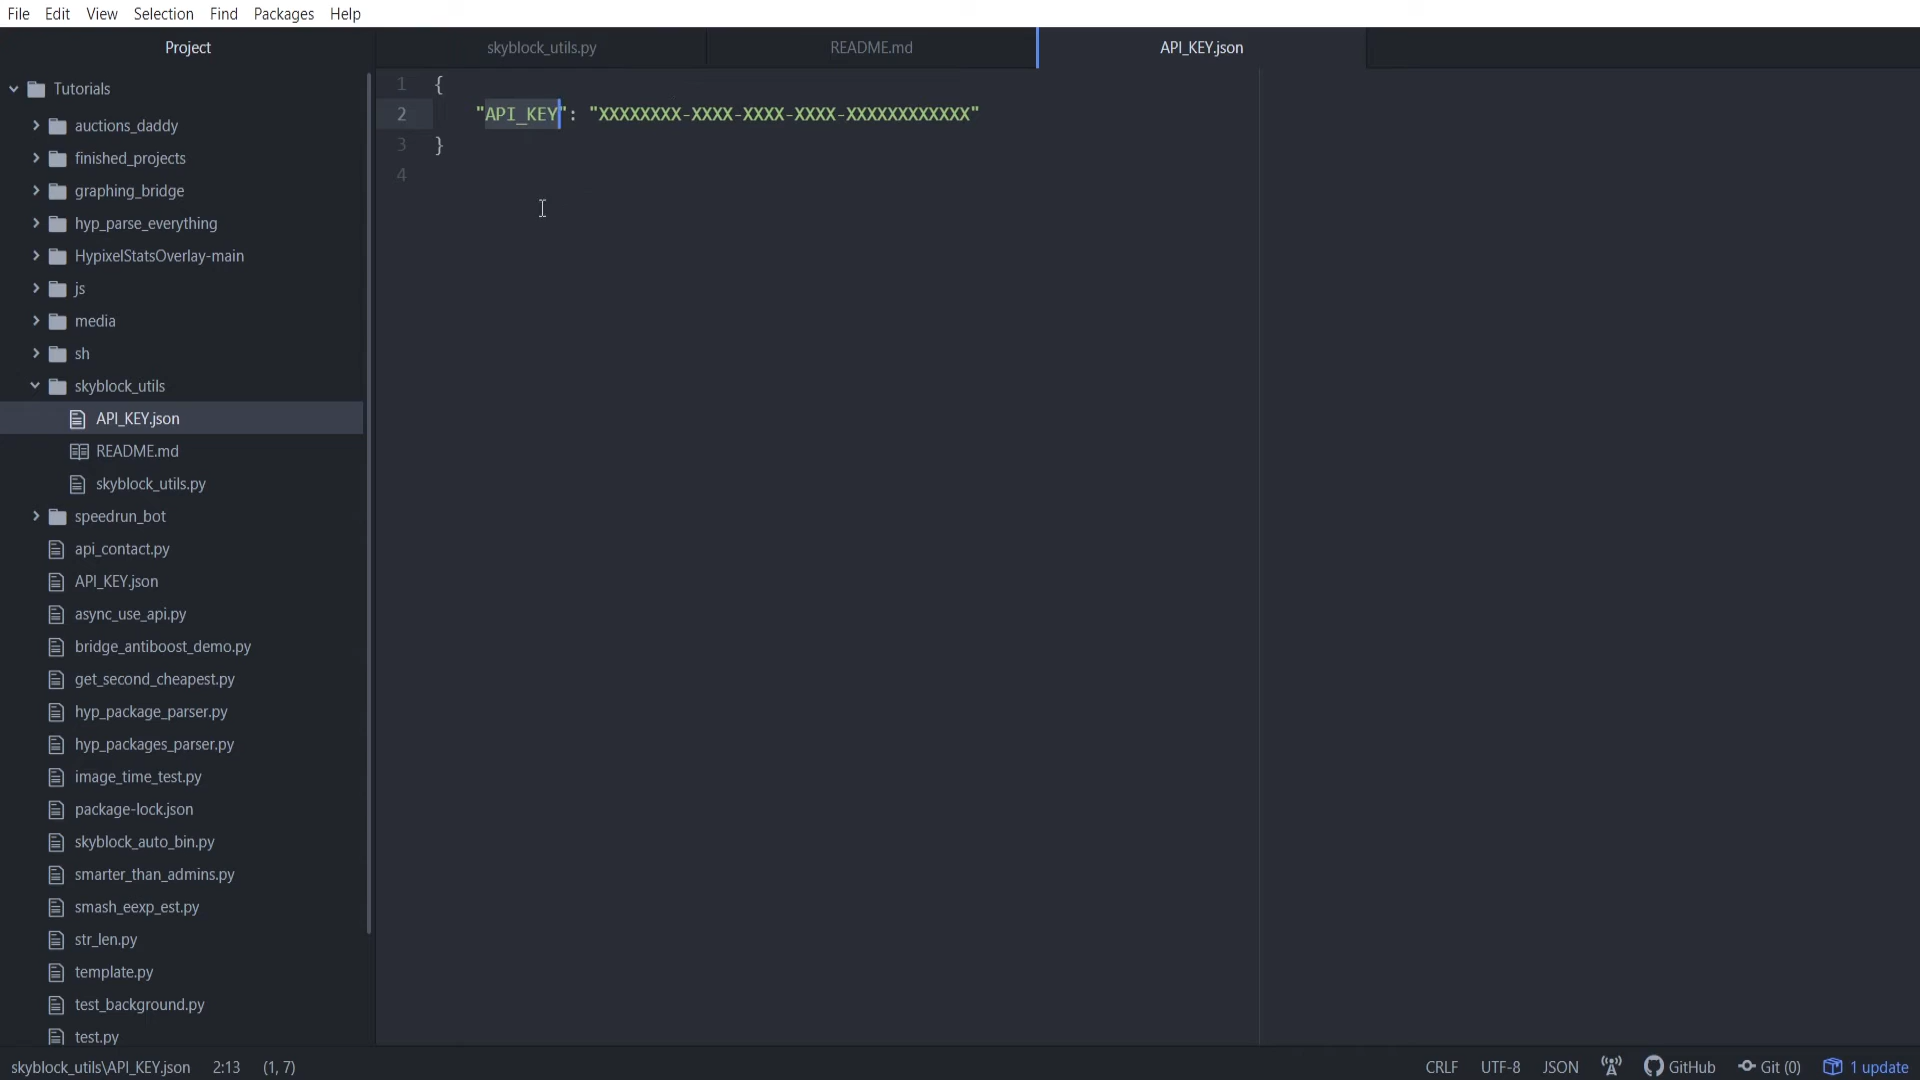 File Edit View Selection Find Packages Help
Project
skyblock_utils.py
README.md
API_KEY.json
Tutorials
auctions_daddy
finished_projects
graphing_bridge
hyp_parse_everything
HypixelStatsOverlay-main
js
media
sh
skyblock_utils
API_KEY.json
README.md
skyblock_utils.py
speedrun_bot
api_contact.py
API_KEY.json
async_use_api.py
bridge_antiboost_demo.py
get_second_cheapest.py
hyp_package_parser.py
hyp_packages_parser.py
image_time_test.py
package-lock.json
skyblock_auto_bin.py
smarter_than_admins.py
smash_eexp_est.py
str_len.py
template.py
test_background.py
test.py
1 {
2 "API_KEY": "XXXXXXXX-XXXX-XXXX-XXXX-XXXXXXXXXXXX"
3 }
4
skyblock_utils\API_KEY.json 2:13 (1, 7)
CRLF UTF-8 JSON GitHub Git (0) 1 update